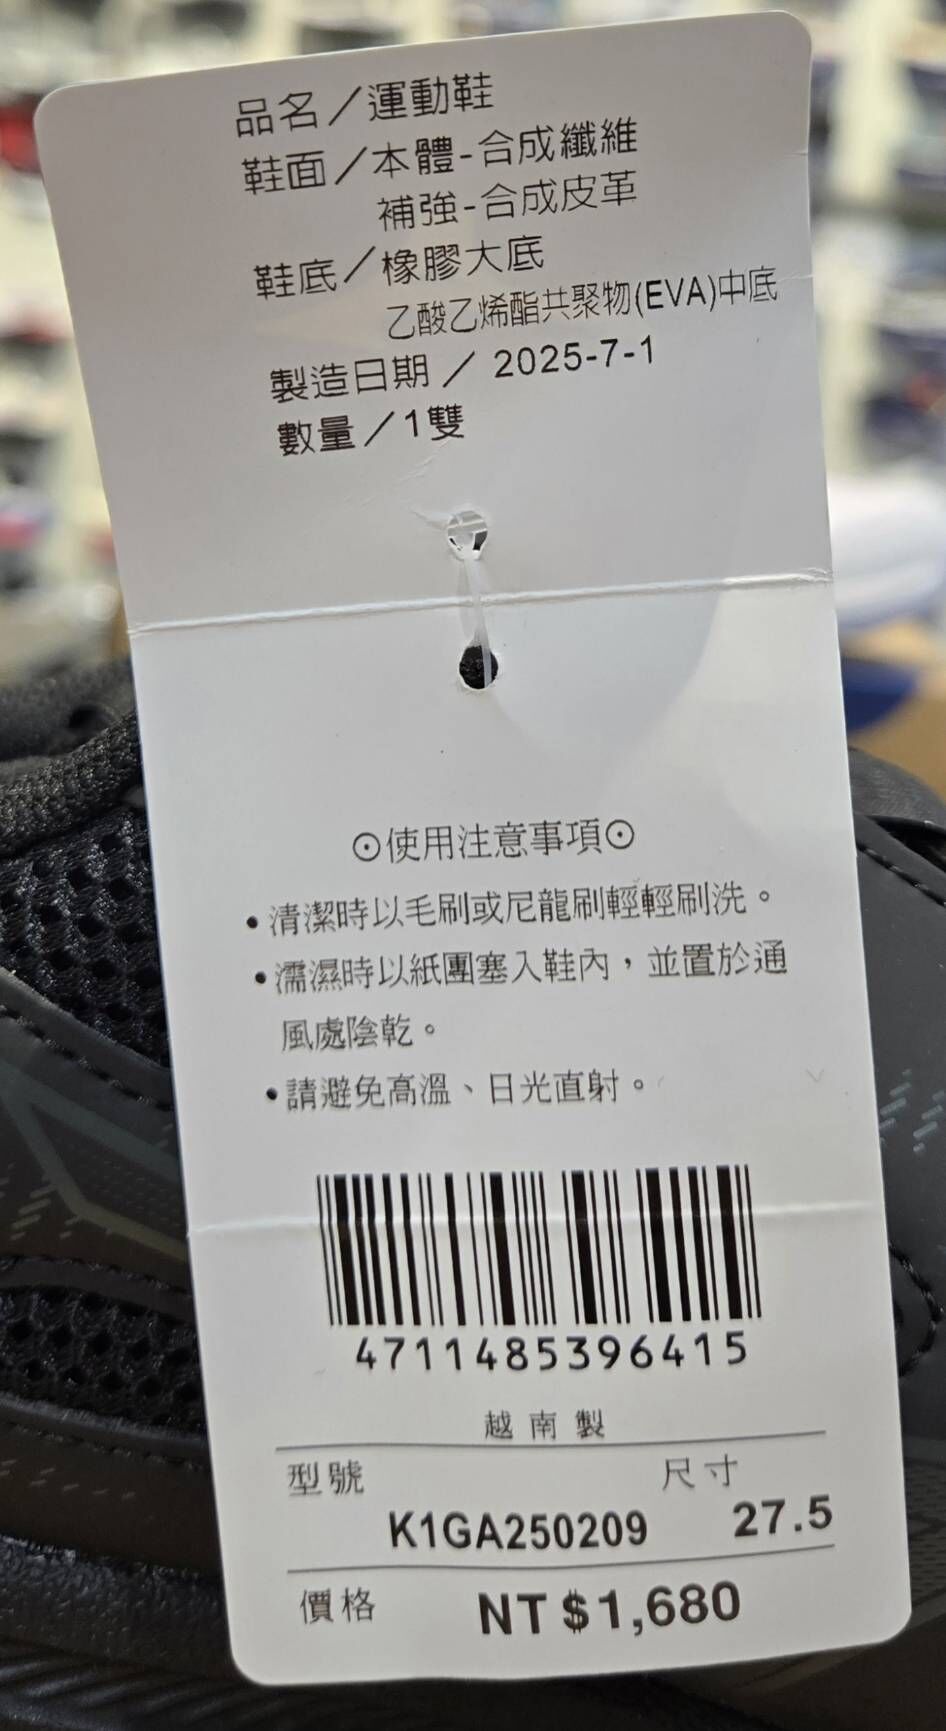 品名／運動鞋
鞋面／本體-合成纖維
補強-合成皮革
鞋底／橡膠大底
乙酸乙烯酯共聚物(EVA)中底
製造日期／2025-7-1
數量／1雙
⊙使用注意事項⊙
•清潔時以毛刷或尼龍刷輕輕刷洗。
•濡濕時以紙團塞入鞋內，並置於通
風處陰乾。
•請避免高溫、日光直射。
4711485396415
越南製
型號 尺寸
K1GA250209 27.5
價格 NT$1,680